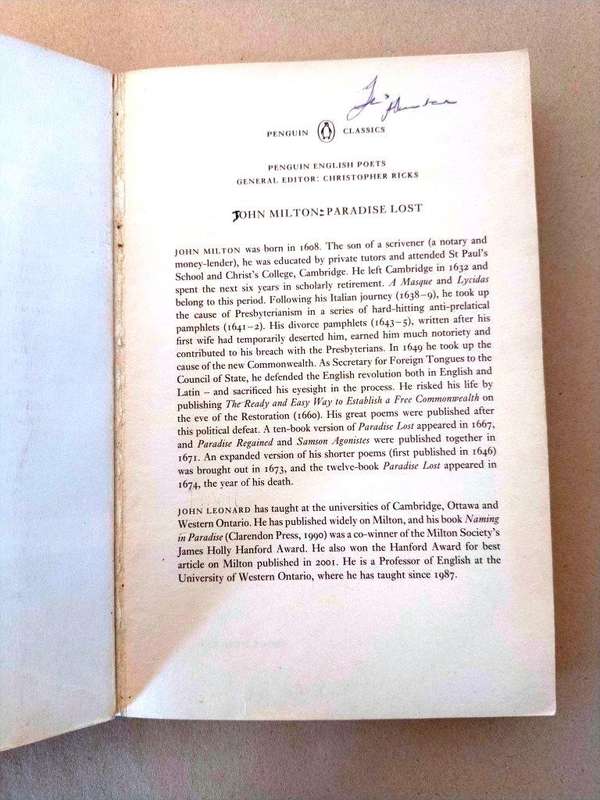 PENGUIN CLASSICS
PENGUIN ENGLISH POETS
GENERAL EDITOR: CHRISTOPHER RICKS
JOHN MILTON: PARADISE LOST
JOHN MILTON was born in 1608. The son of a scrivener (a notary and
money-lender), he was educated by private tutors and attended St Paul's
School and Christ's College, Cambridge. He left Cambridge in 1632 and
spent the next six years in scholarly retirement. A Masque and Lycidas
belong to this period. Following his Italian journey (1638–9), he took up
the cause of Presbyterianism in a series of hard-hitting anti-prelatical
pamphlets (1641–2). His divorce pamphlets (1643–5), written after his
first wife had temporarily deserted him, earned him much notoriety and
contributed to his breach with the Presbyterians. In 1649 he took up the
cause of the new Commonwealth. As Secretary for Foreign Tongues to the
Council of State, he defended the English revolution both in English and
Latin – and sacrificed his eyesight in the process. He risked his life by
publishing The Ready and Easy Way to Establish a Free Commonwealth on
the eve of the Restoration (1660). His great poems were published after
this political defeat. A ten-book version of Paradise Lost appeared in 1667,
and Paradise Regained and Samson Agonistes were published together in
1671. An expanded version of his shorter poems (first published in 1646)
was brought out in 1673, and the twelve-book Paradise Lost appeared in
1674, the year of his death.
JOHN LEONARD has taught at the universities of Cambridge, Ottawa and
Western Ontario. He has published widely on Milton, and his book Naming
in Paradise (Clarendon Press, 1990) was a co-winner of the Milton Society's
James Holly Hanford Award. He also won the Hanford Award for best
article on Milton published in 2001. He is a Professor of English at the
University of Western Ontario, where he has taught since 1987.